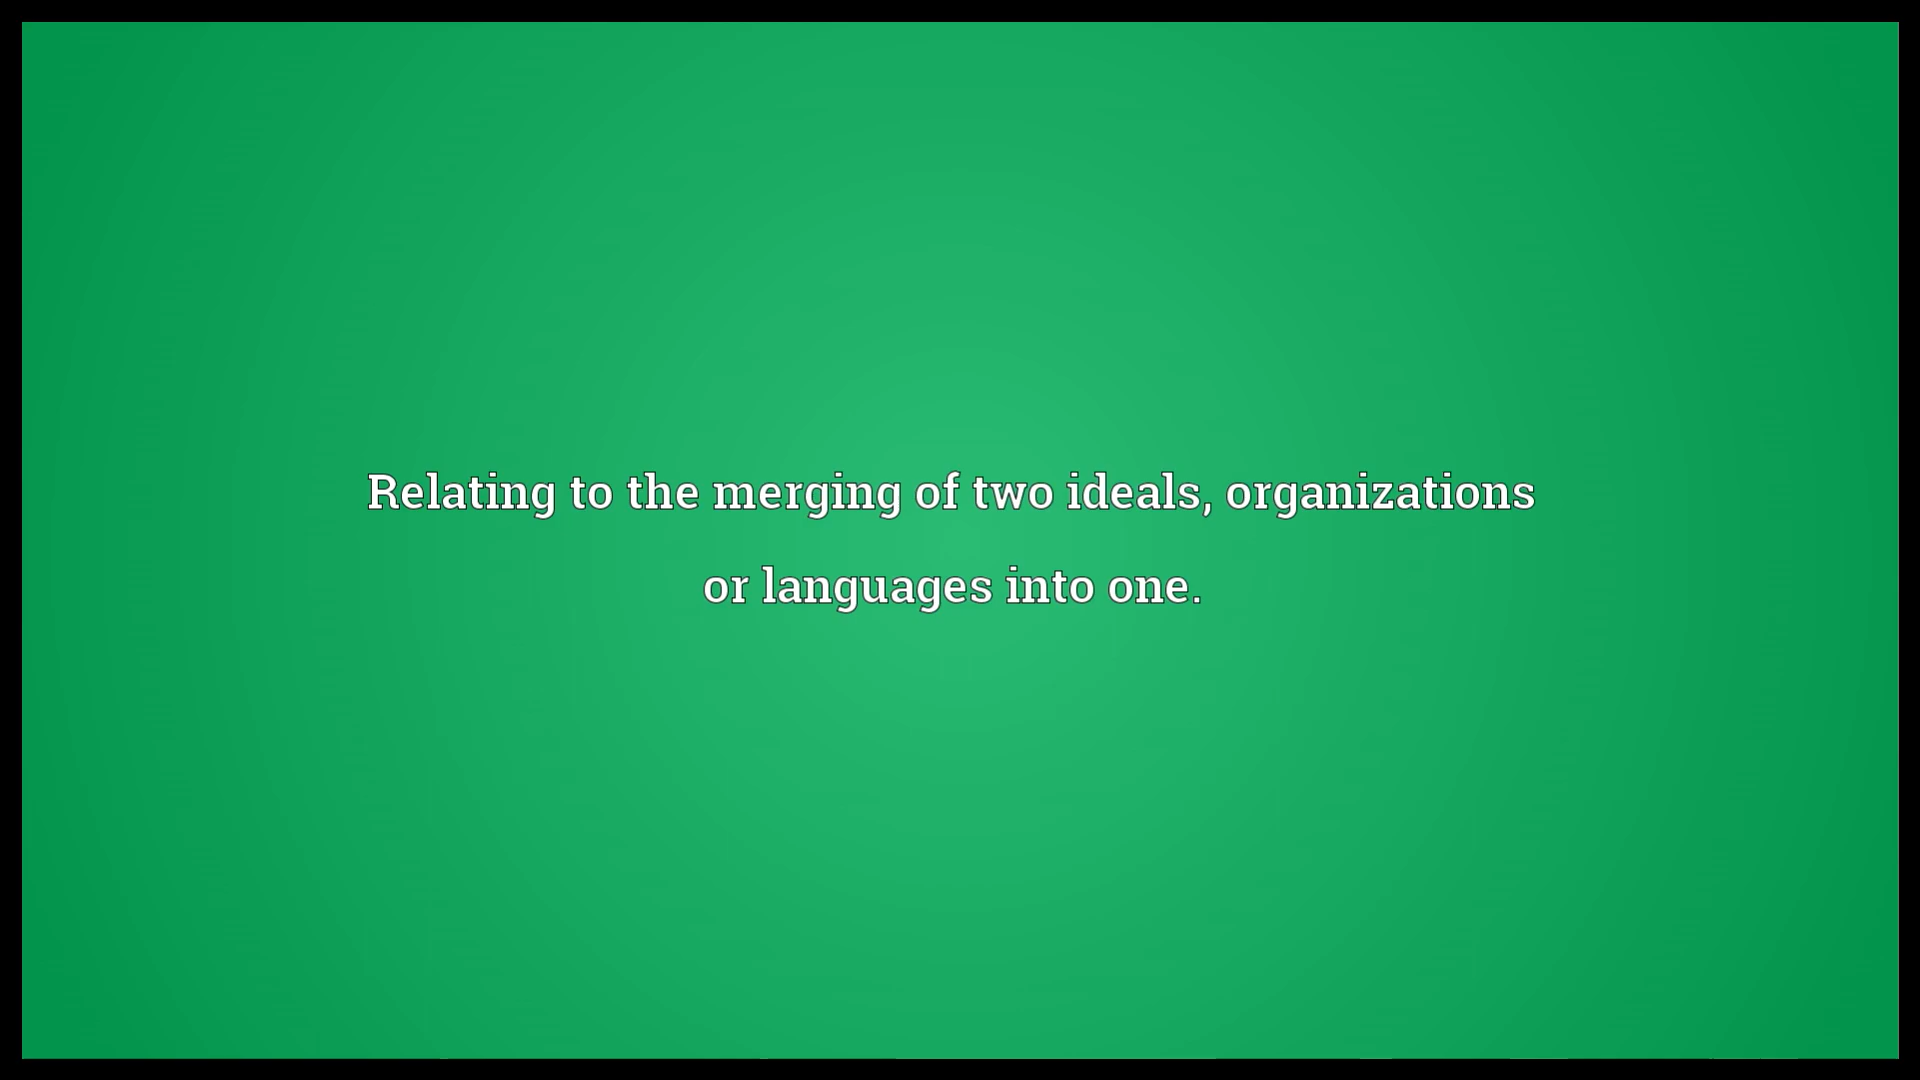 Relating to the merging of two ideals, organizations
or languages into one.